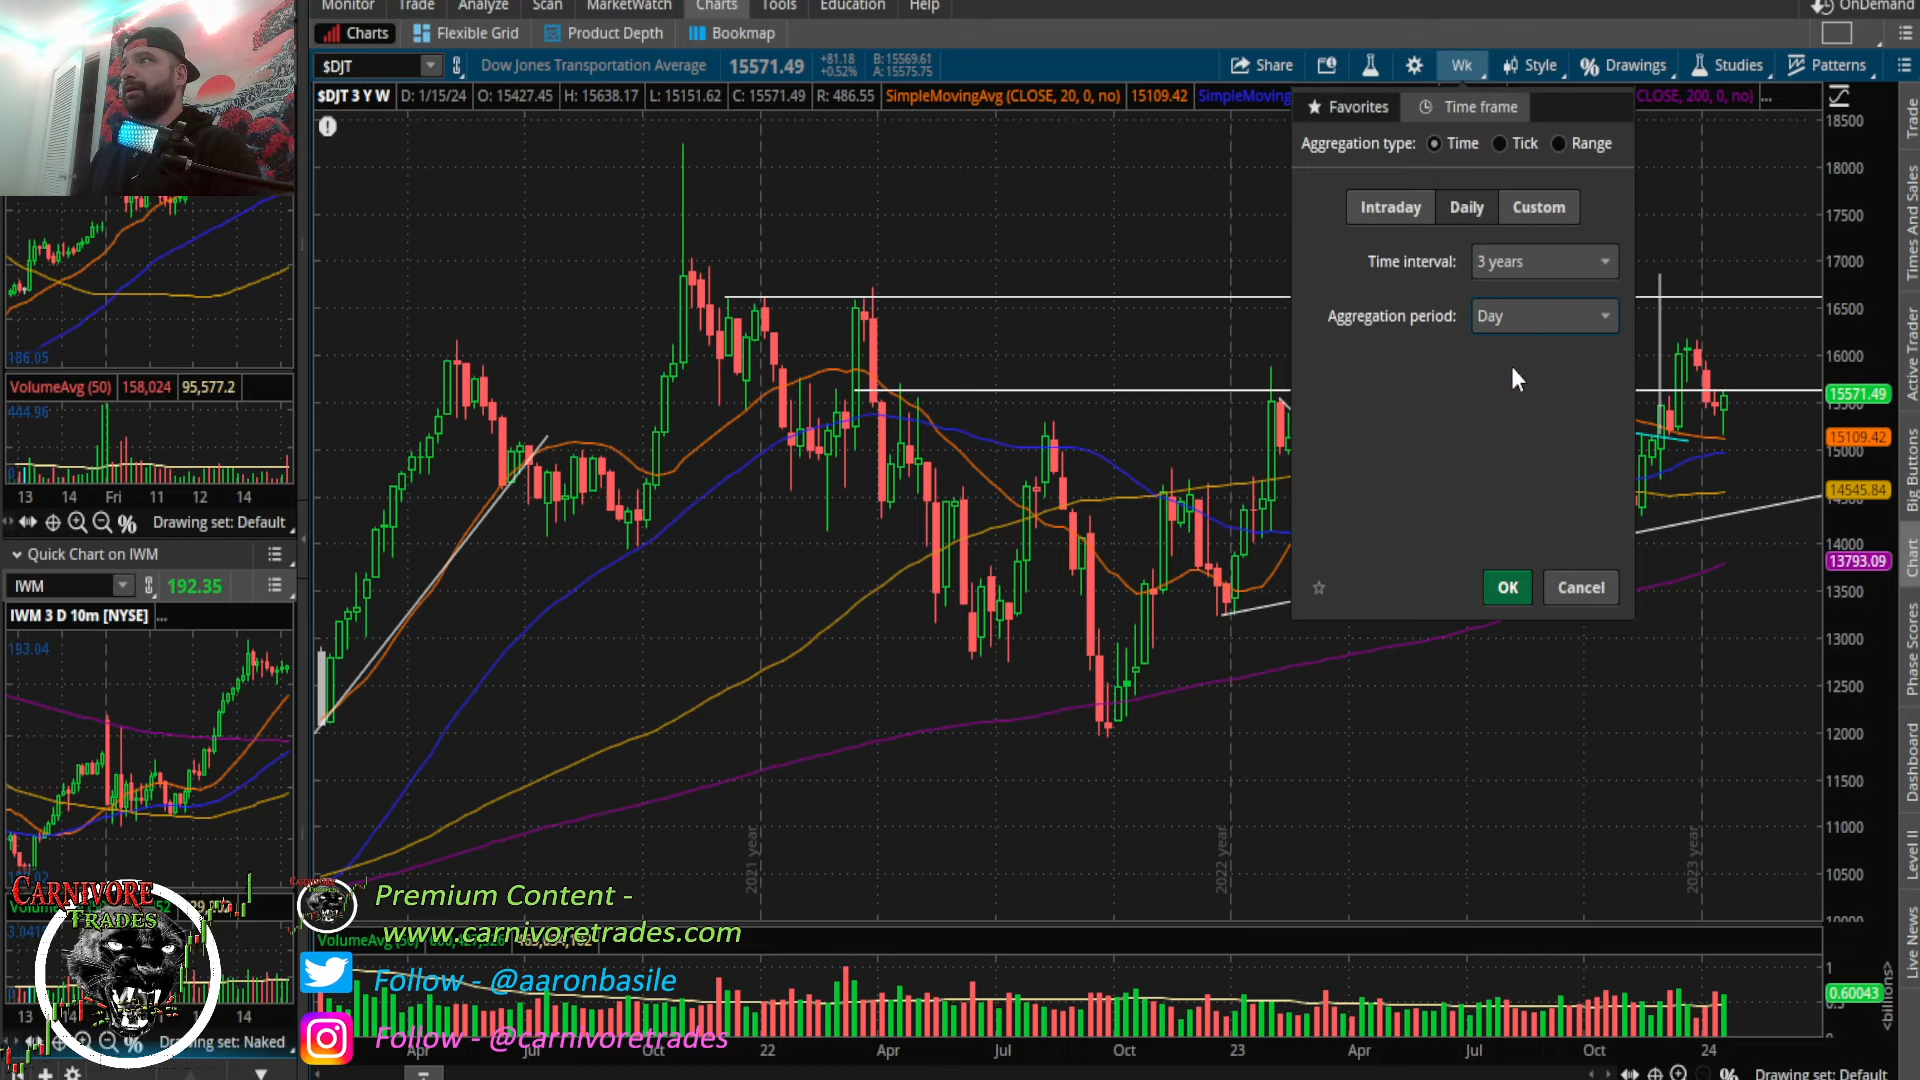 Monitor Trade Analyze Scan MarketWatch Charts Tools Education Help OnDemand
Charts Flexible Grid Product Depth Bookmap
$DJT Dow Jones Transportation Average 15571.49 +81.18 B: 15569.61
+0.52% A: 15575.75
Share Wk Style Drawings Studies Patterns
$DJT 3 Y W D: 1/15/24 O: 15427.45 H: 15638.17 L: 15151.62 C: 15571.49 R: 486.55 SimpleMovingAvg (CLOSE, 20, 0, no) 15109.42 SimpleMoving CLOSE, 200, 0, no) ...
Favorites Time frame
Aggregation type: Time Tick Range
Intraday Daily Custom
Time interval: 3 years
Aggregation period: Day
OK Cancel
18500
18000
17500
17000
16500
16000
15571.49
15109.42
15000
14545.84
14000
13793.09
13500
13000
12500
12000
11500
11000
10500
2021 year
2022 year
2023 year
186.05
VolumeAvg (50) 158,024 95,577.2
444.96
13 14 Fri 11 12 13 14
Drawing set: Default
Quick Chart on IWM
IWM 192.35
IWM 3 D 10m [NYSE] ...
193.04
CARNIVORE
TRADES
13 14
Drawing set: Naked
Premium Content -
www.carnivoretrades.com
Follow - @aaronbasile
Follow - @carnivoretrades
1
0.60043
<billions>
Apr Jul Oct 22 Apr Jul Oct 23 Apr Jul Oct 24
Drawing set: Default
Trade
Times And Sales
Active Trader
Big Buttons
Chart
Phase Scores
Dashboard
Level II
Live News